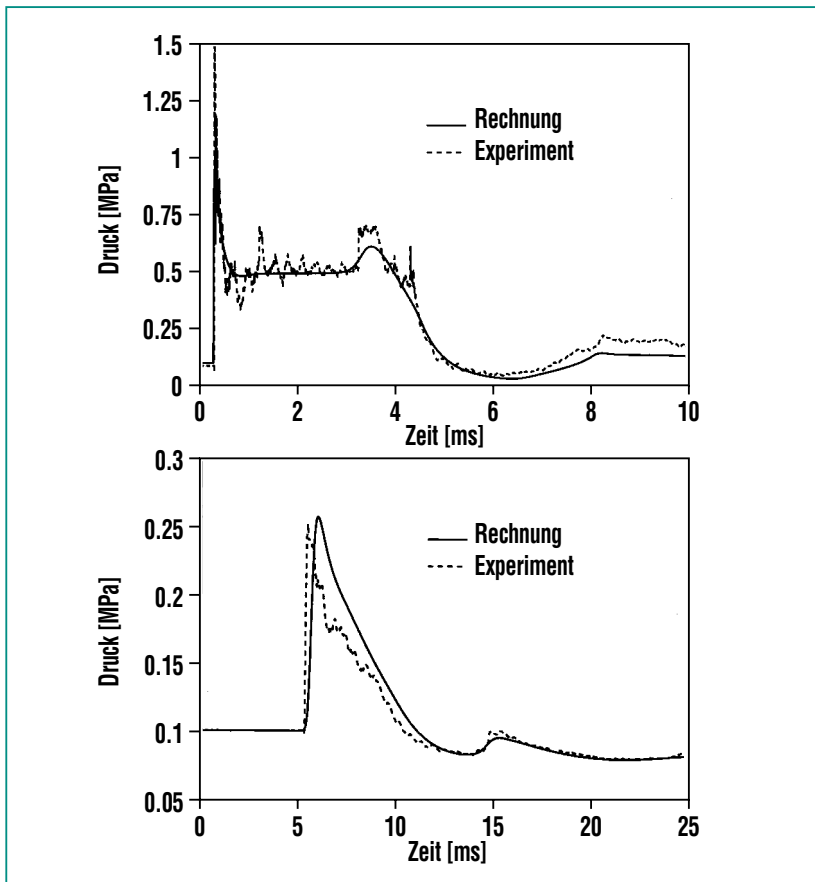 1.5
1.25
1
0.75
0.5
0.25
0
Druck [MPa]
Rechnung
Experiment
0 2 4 6 8 10
Zeit [ms]
0.3
0.25
0.2
0.15
0.1
0.05
Druck [MPa]
Rechnung
Experiment
0 5 10 15 20 25
Zeit [ms]